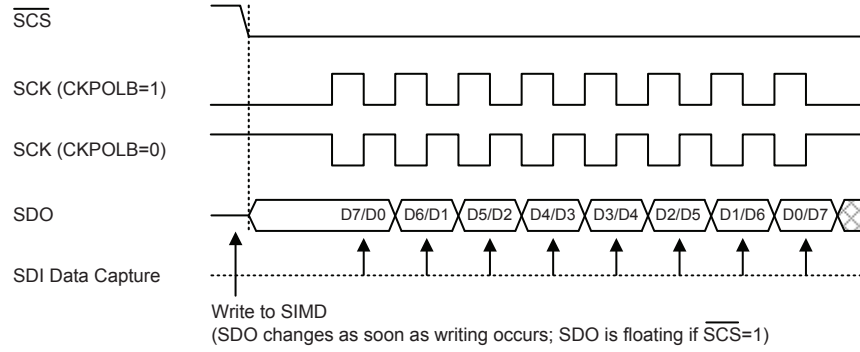 SCS
SCK (CKPOLB=1)
SCK (CKPOLB=0)
SDO D7/D0 D6/D1 D5/D2 D4/D3 D3/D4 D2/D5 D1/D6 D0/D7
SDI Data Capture
Write to SIMD
(SDO changes as soon as writing occurs; SDO is floating if SCS=1)